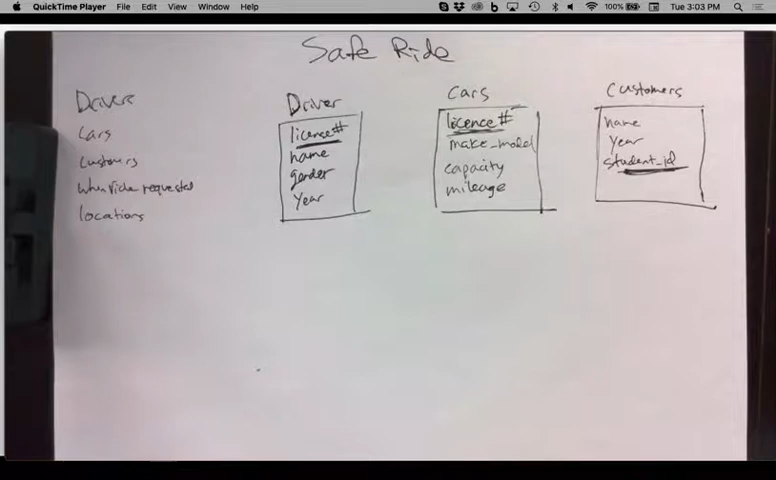 QuickTime Player File Edit View Window Help 100% Tue 3:03 PM
Safe Ride
Drivers
Cars
Customers
When ride requested
locations
Driver
licence#
name
gender
year
Cars
licence #
make_model
capacity
mileage
Customers
name
Year
student_id